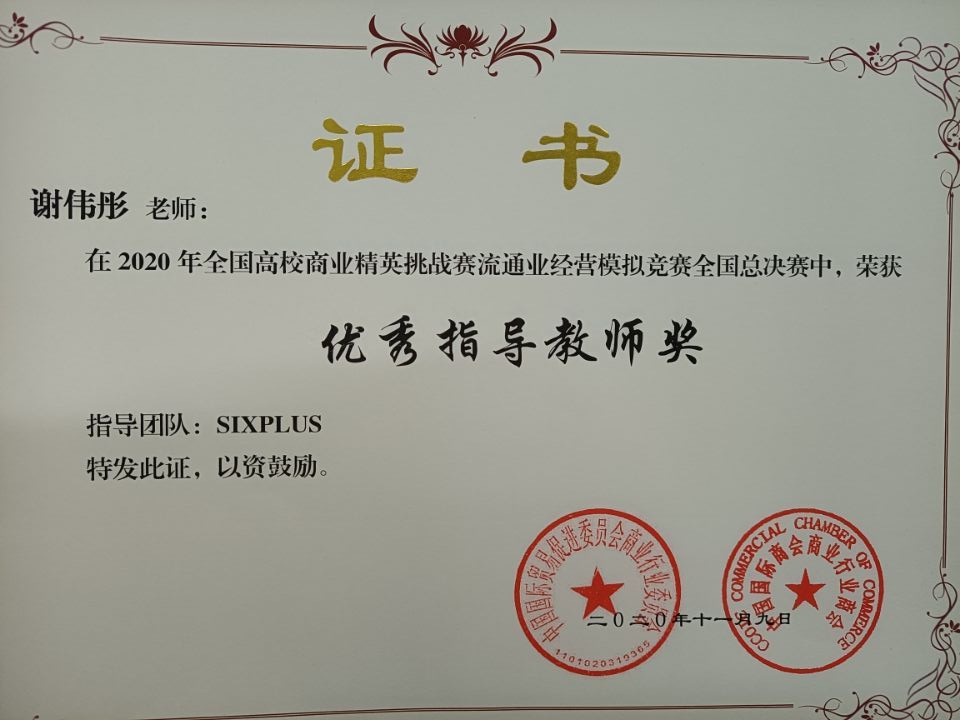 证书
谢伟彤 老师：
在 2020 年全国高校商业精英挑战赛流通业经营模拟竞赛全国总决赛中，荣获
优秀指导教师奖
指导团队：SIXPLUS
特发此证，以资鼓励。
中国国际贸易促进委员会商业行业委员会
1101020319365
CCOIC COMMERCIAL CHAMBER OF COMMERCE
中国国际商会商业行业商会
二〇二〇年十一月九日